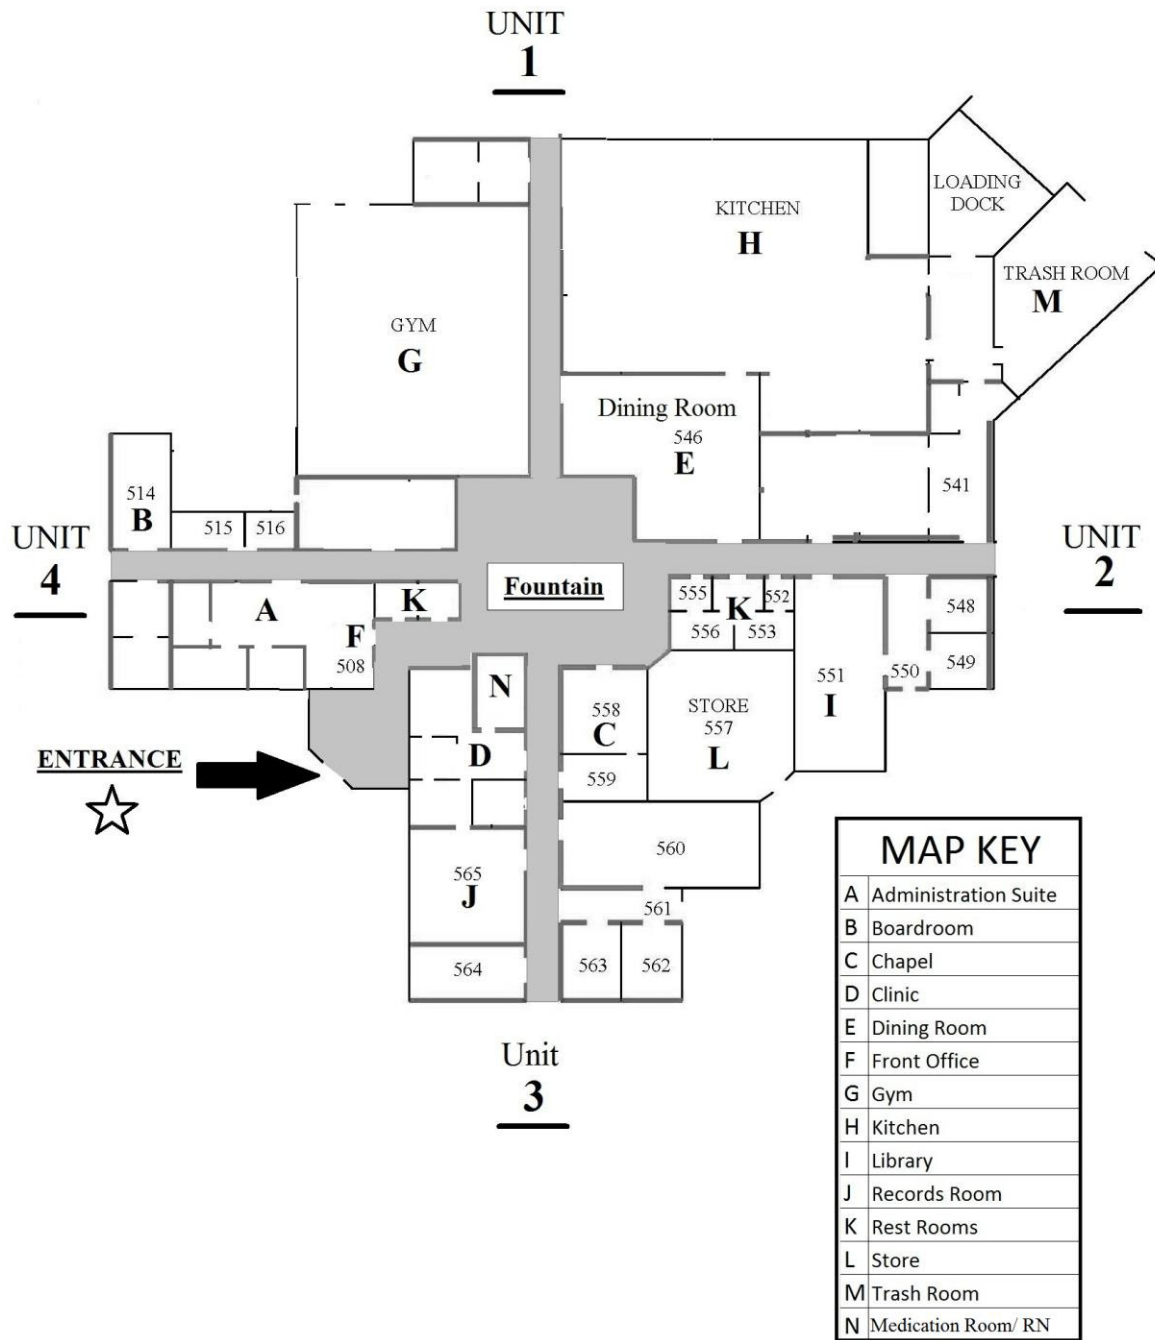 UNIT
1
LOADING
DOCK
KITCHEN
H
TRASH ROOM
M
GYM
G
Dining Room
546
E
514
B
515
516
541
UNIT
4
UNIT
2
Fountain
A
K
F
508
555
K
552
556
553
548
549
550
551
I
N
558
C
STORE
557
L
D
559
ENTRANCE
560
565
J
561
564
563
562
Unit
3
MAP KEY
A Administration Suite
B Boardroom
C Chapel
D Clinic
E Dining Room
F Front Office
G Gym
H Kitchen
I Library
J Records Room
K Rest Rooms
L Store
M Trash Room
N Medication Room/ RN